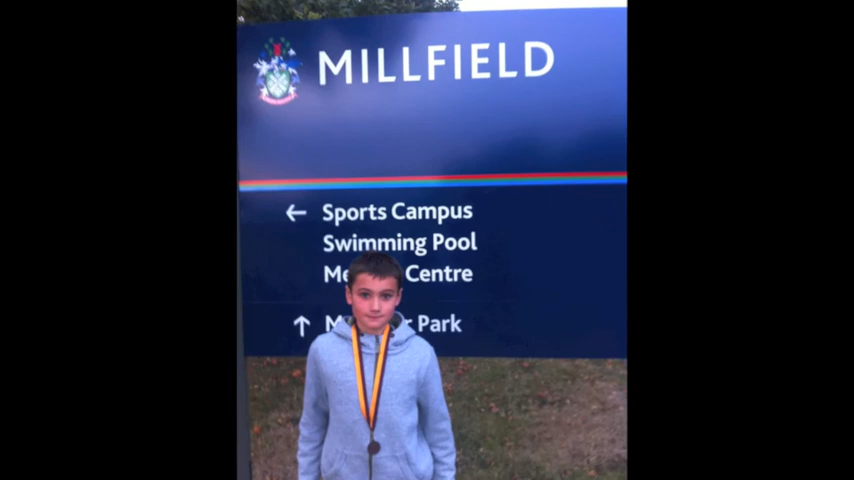 MILLFIELD
← Sports Campus
Swimming Pool
Centre
↑ Park